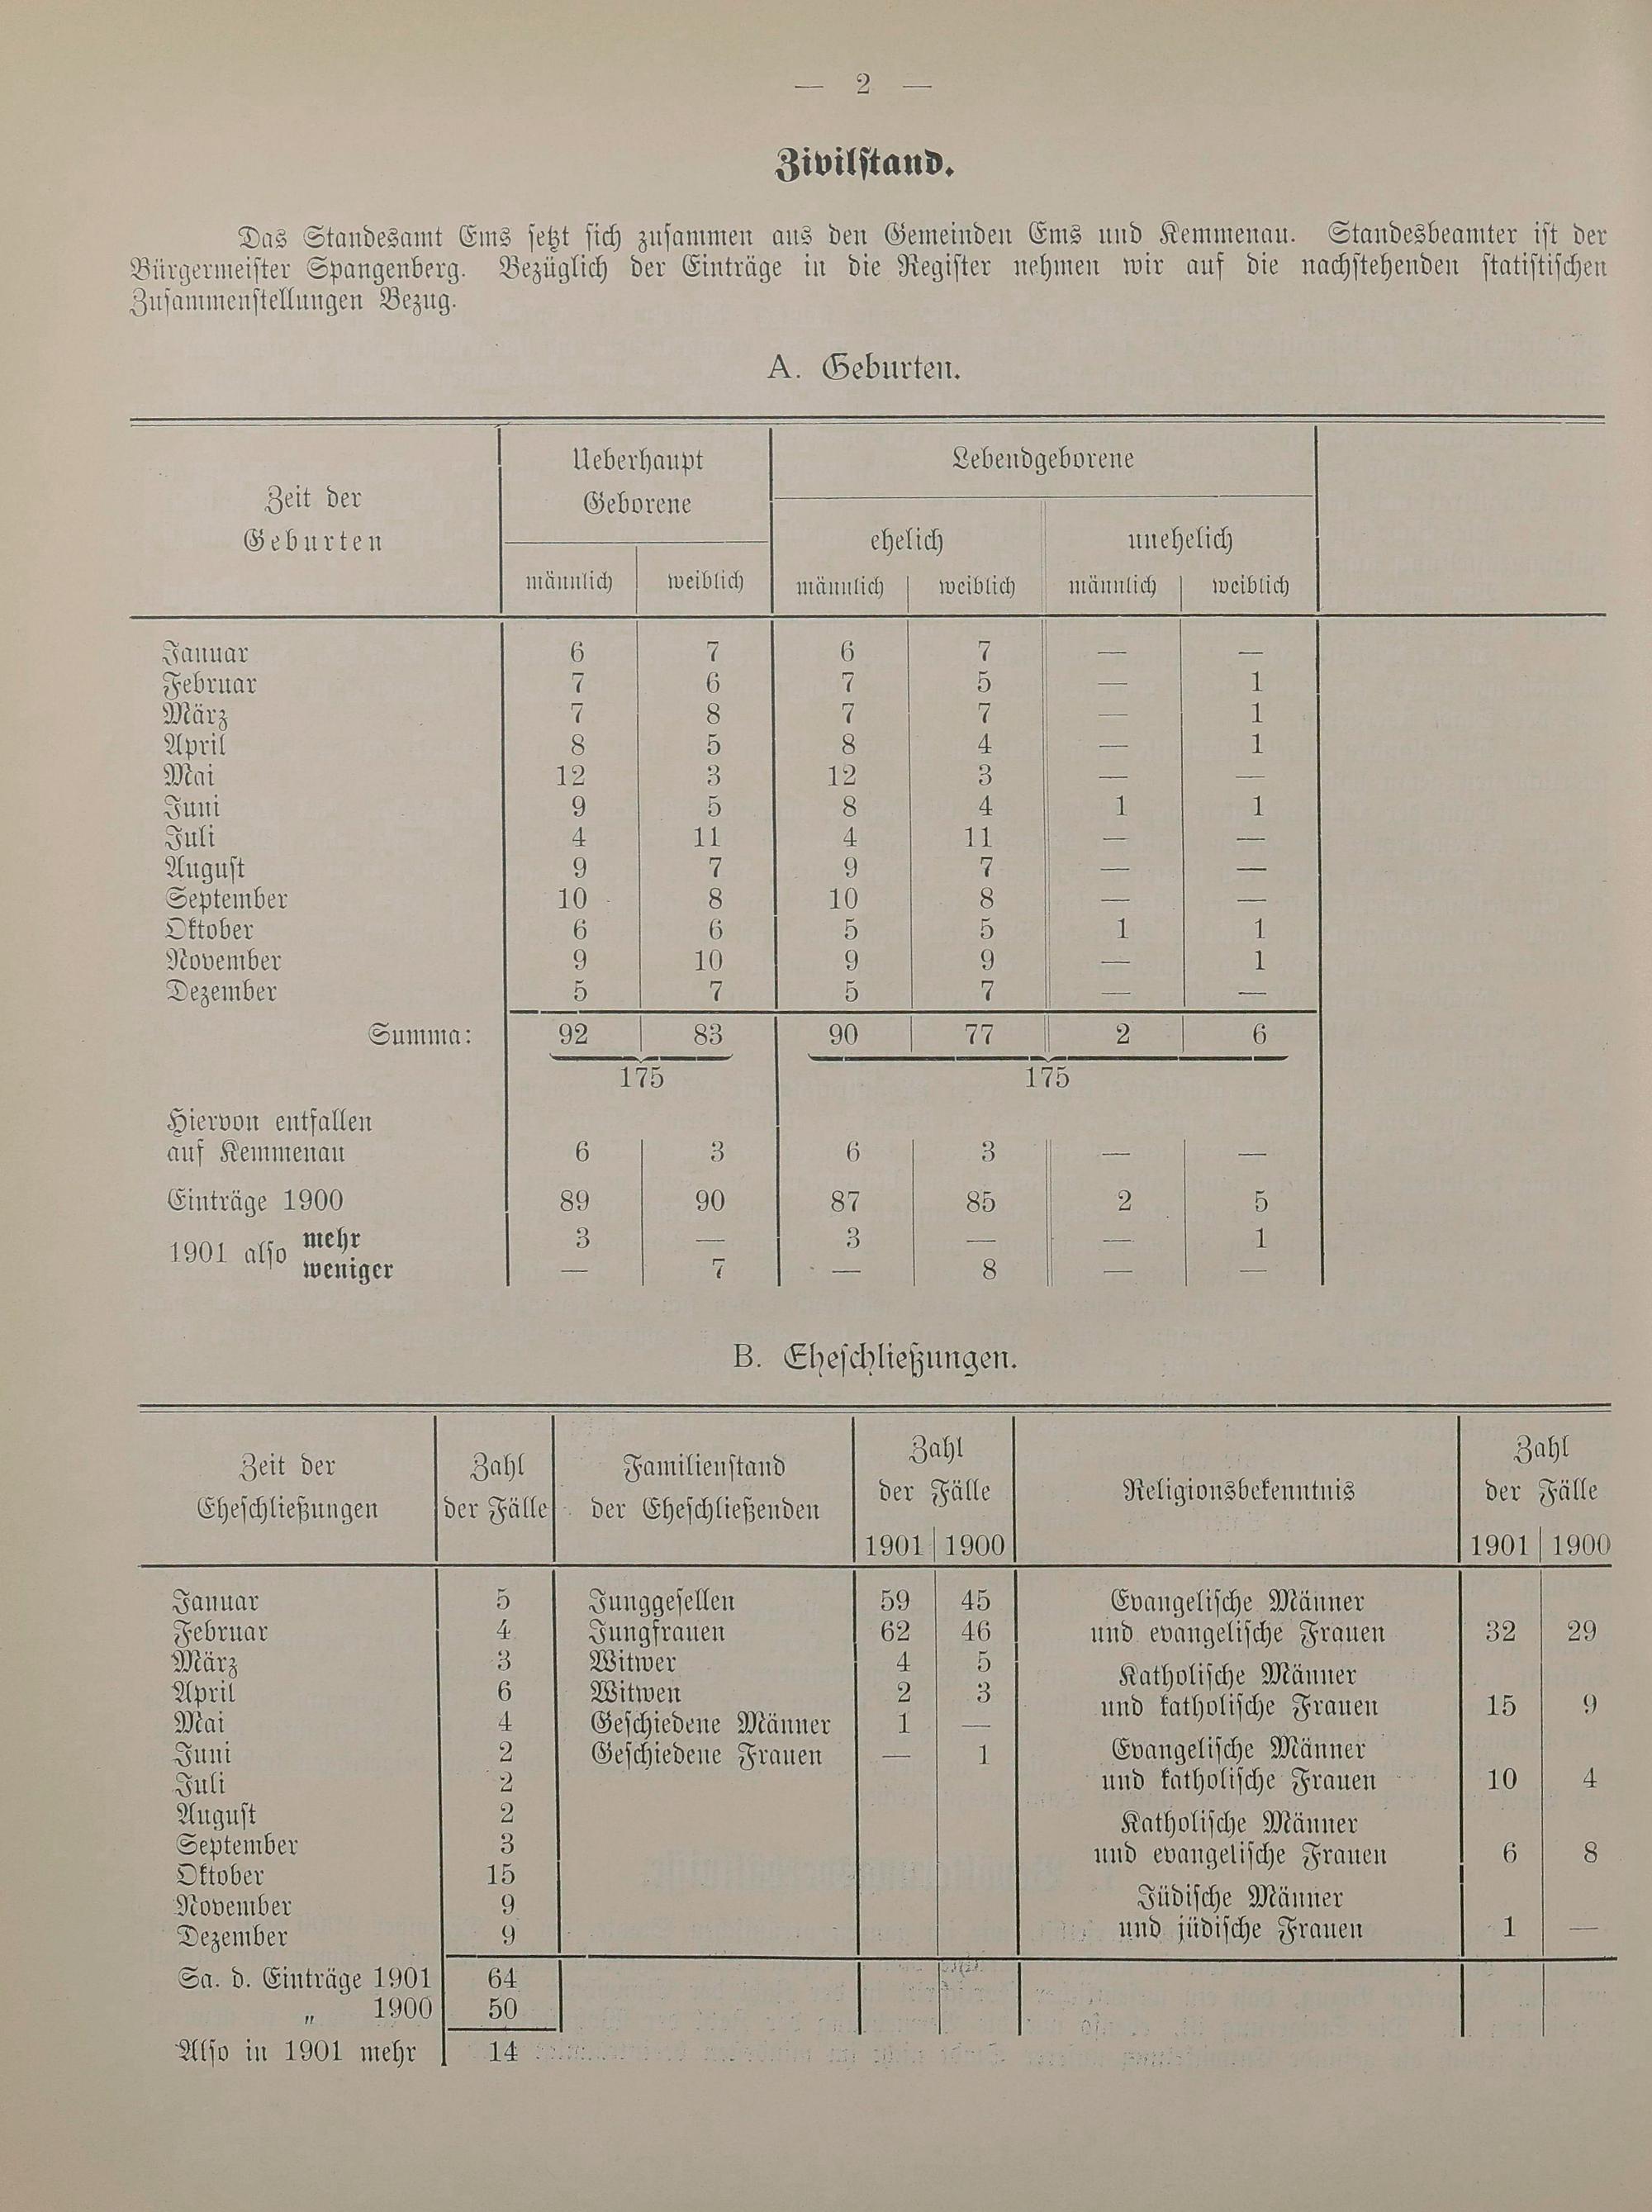 — 2 —
Zivilstand.
Das Standesamt Ems setzt sich zusammen aus den Gemeinden Ems und Kemmenau. Standesbeamter ist der
Bürgermeister Spangenberg. Bezüglich der Einträge in die Register nehmen wir auf die nachstehenden statistischen
Zusammenstellungen Bezug.
A. Geburten.
Zeit der
Geburten
Ueberhaupt
Geborene
männlich weiblich
Lebendgeborene
ehelich unehelich
männlich weiblich männlich weiblich
Januar 6 7 6 7 — —
Februar 7 6 7 5 — 1
März 7 8 7 7 — 1
April 8 5 8 4 — 1
Mai 12 3 12 3 — —
Juni 9 5 8 4 1 1
Juli 4 11 4 11 — —
August 9 7 9 7 — —
September 10 8 10 8 — —
Oktober 6 6 5 5 1 1
November 9 10 9 9 — 1
Dezember 5 7 5 7 — —
Summa: 92 83 90 77 2 6
175 175
Hiervon entfallen
auf Kemmenau 6 3 6 3 — —
Einträge 1900 89 90 87 85 2 5
1901 also mehr 3 — 3 — — 1
weniger — 7 — 8 — —
B. Eheschließungen.
Zeit der
Eheschließungen
Zahl
der Fälle
Familienstand
der Eheschließenden
Zahl
der Fälle
1901 1900
Religionsbekenntnis
Zahl
der Fälle
1901 1900
Januar 5
Februar 4
März 3
April 6
Mai 4
Juni 2
Juli 2
August 2
September 3
Oktober 15
November 9
Dezember 9
Sa. d. Einträge 1901 64
„ 1900 50
Also in 1901 mehr 14
Junggesellen 59 45
Jungfrauen 62 46
Witwer 4 5
Witwen 2 3
Geschiedene Männer 1 —
Geschiedene Frauen — 1
Evangelische Männer
und evangelische Frauen 32 29
Katholische Männer
und katholische Frauen 15 9
Evangelische Männer
und katholische Frauen 10 4
Katholische Männer
und evangelische Frauen 6 8
Jüdische Männer
und jüdische Frauen 1 —